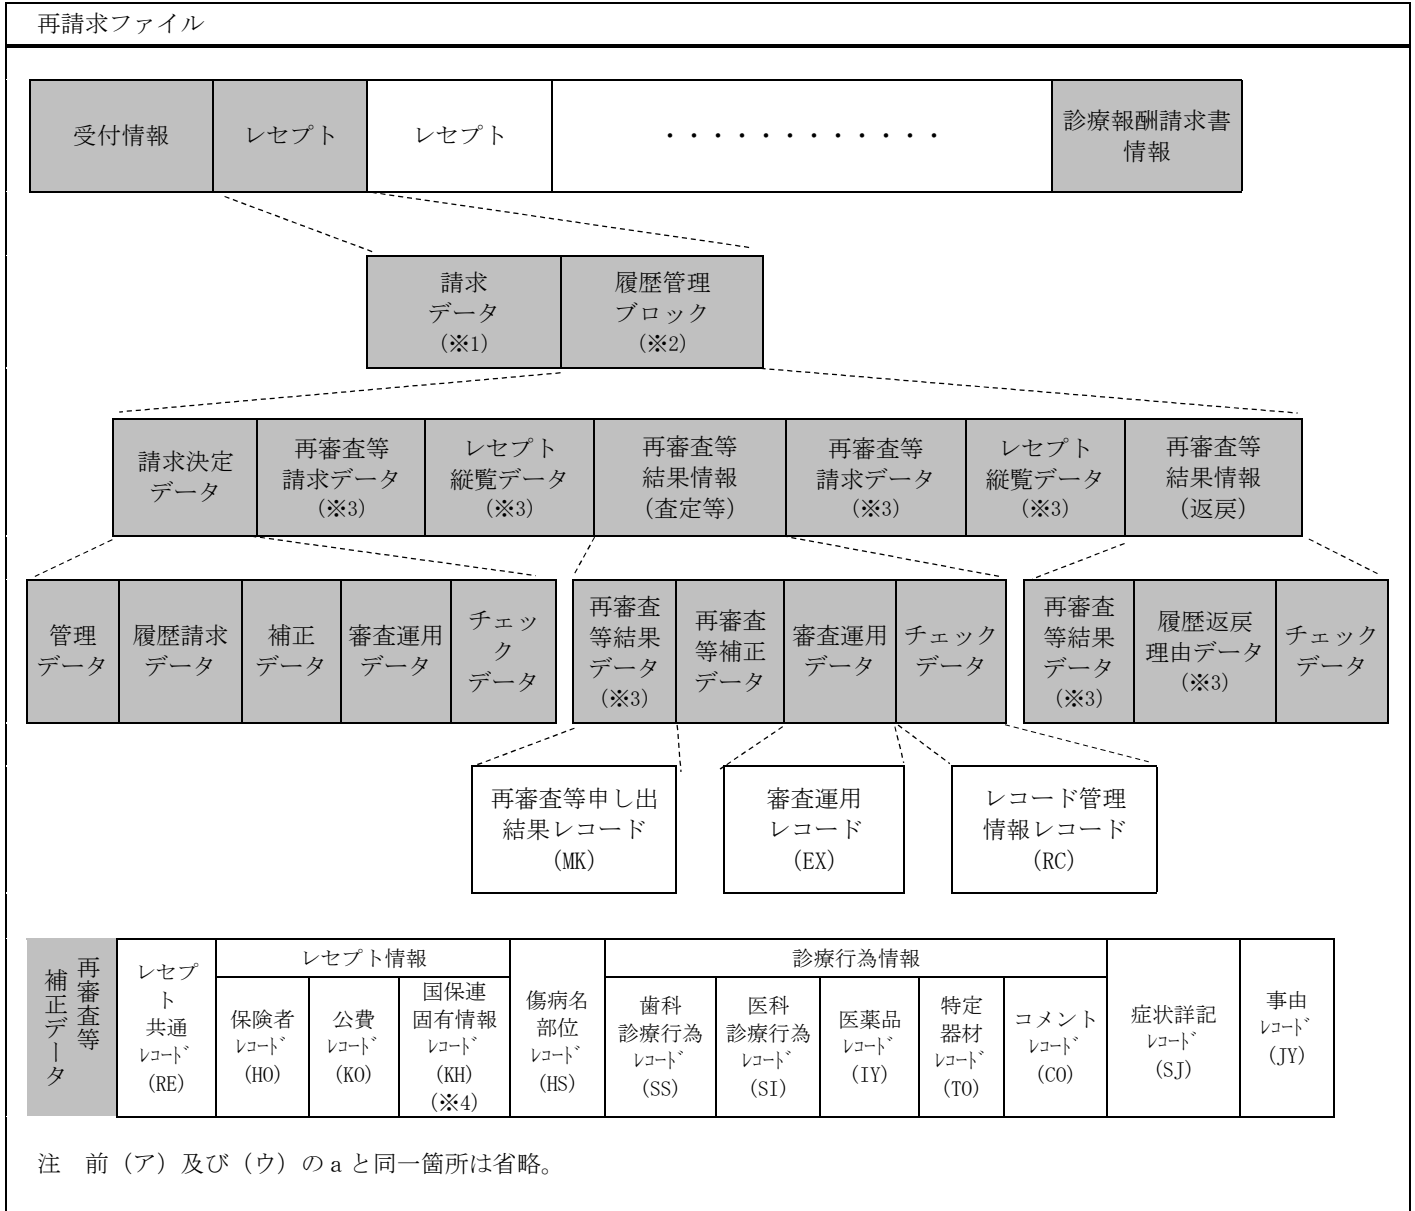 再請求ファイル
受付情報
レセプト
レセプト
・・・・・・・・・・・・
診療報酬請求書
情報
請求
データ
(※1)
履歴管理
ブロック
(※2)
請求決定
データ
再審査等
請求データ
(※3)
レセプト
縦覧データ
(※3)
再審査等
結果情報
(査定等)
再審査等
請求データ
(※3)
レセプト
縦覧データ
(※3)
再審査等
結果情報
(返戻)
管理
データ
履歴請求
データ
補正
データ
審査運用
データ
チェッ
ク
データ
再審査
等結果
データ
(※3)
再審査
等補正
データ
審査運用
データ
チェック
データ
再審査
等結果
データ
(※3)
履歴返戻
理由データ
(※3)
チェック
データ
再審査等申し出
結果レコード
(MK)
審査運用
レコード
(EX)
レコード管理
情報レコード
(RC)
再審査等
補正データ
レセプ
ト
共通
ﾚｺｰﾄﾞ
(RE)
レセプト情報
保険者
ﾚｺｰﾄﾞ
(HO)
公費
ﾚｺｰﾄﾞ
(KO)
国保連
固有情報
ﾚｺｰﾄﾞ
(KH)
(※4)
傷病名
部位
ﾚｺｰﾄﾞ
(HS)
診療行為情報
歯科
診療行為
ﾚｺｰﾄﾞ
(SS)
医科
診療行為
ﾚｺｰﾄﾞ
(SI)
医薬品
ﾚｺｰﾄﾞ
(IY)
特定
器材
ﾚｺｰﾄﾞ
(TO)
コメント
ﾚｺｰﾄﾞ
(CO)
症状詳記
ﾚｺｰﾄﾞ
(SJ)
事由
ﾚｺｰﾄﾞ
(JY)
注　前（ア）及び（ウ）のａと同一箇所は省略。